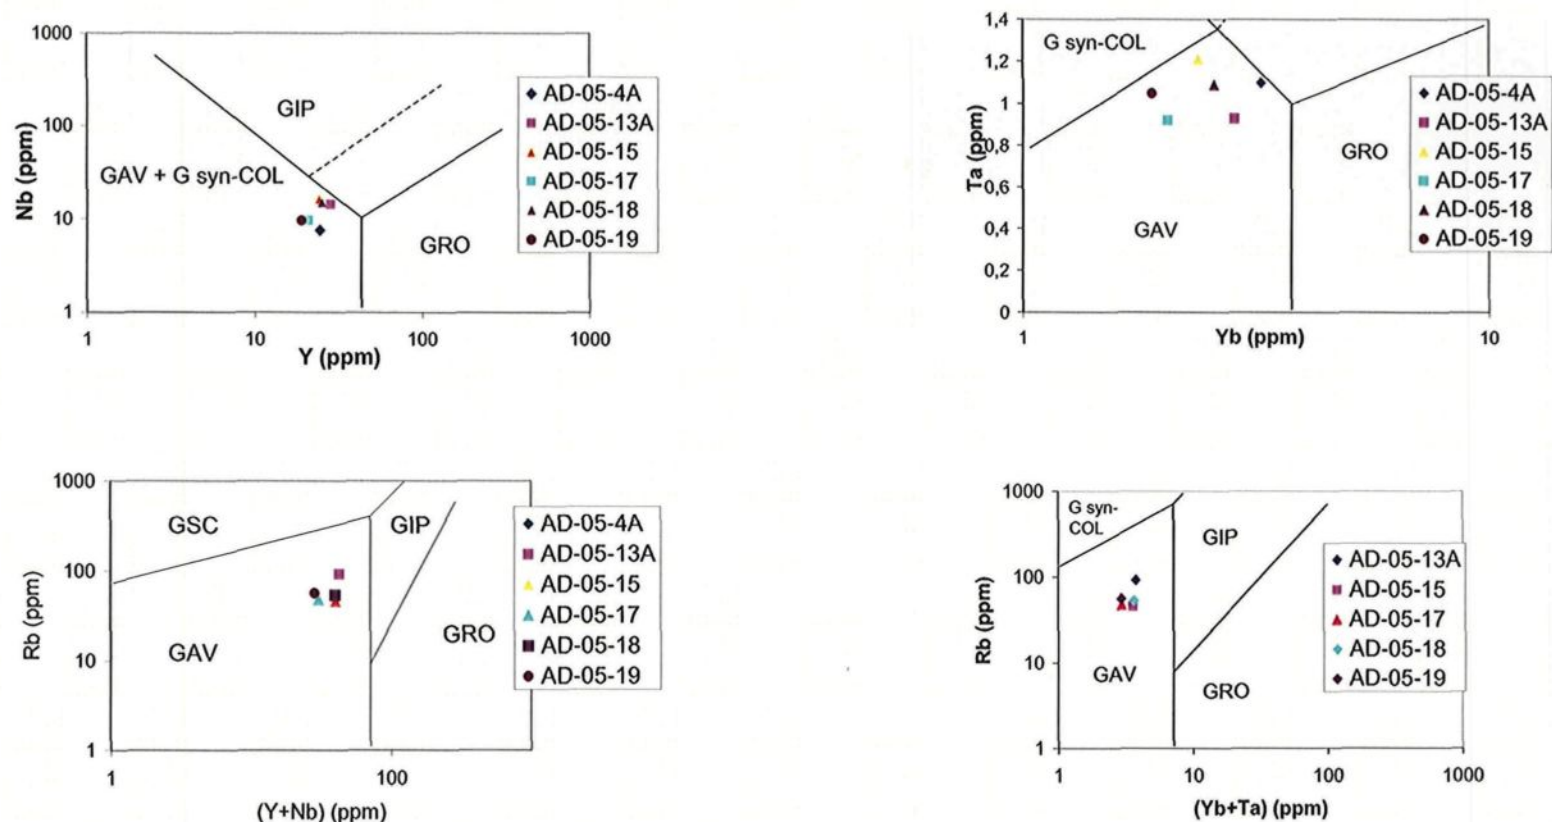 1000
100
10
1
Nb (ppm)
GIP
GAV + G syn-COL
GRO
1
10
100
1000
Y (ppm)
AD-05-4A
AD-05-13A
AD-05-15
AD-05-17
AD-05-18
AD-05-19
1,4
1,2
1
0,8
0,6
0,4
0,2
0
Ta (ppm)
G syn-COL
GRO
GAV
1
10
Yb (ppm)
AD-05-4A
AD-05-13A
AD-05-15
AD-05-17
AD-05-18
AD-05-19
1000
100
10
1
Rb (ppm)
GSC
GIP
GAV
GRO
1
100
(Y+Nb) (ppm)
AD-05-4A
AD-05-13A
AD-05-15
AD-05-17
AD-05-18
AD-05-19
1000
100
10
1
Rb (ppm)
G syn-
COL
GIP
GAV
GRO
1
10
100
1000
(Yb+Ta) (ppm)
AD-05-13A
AD-05-15
AD-05-17
AD-05-18
AD-05-19